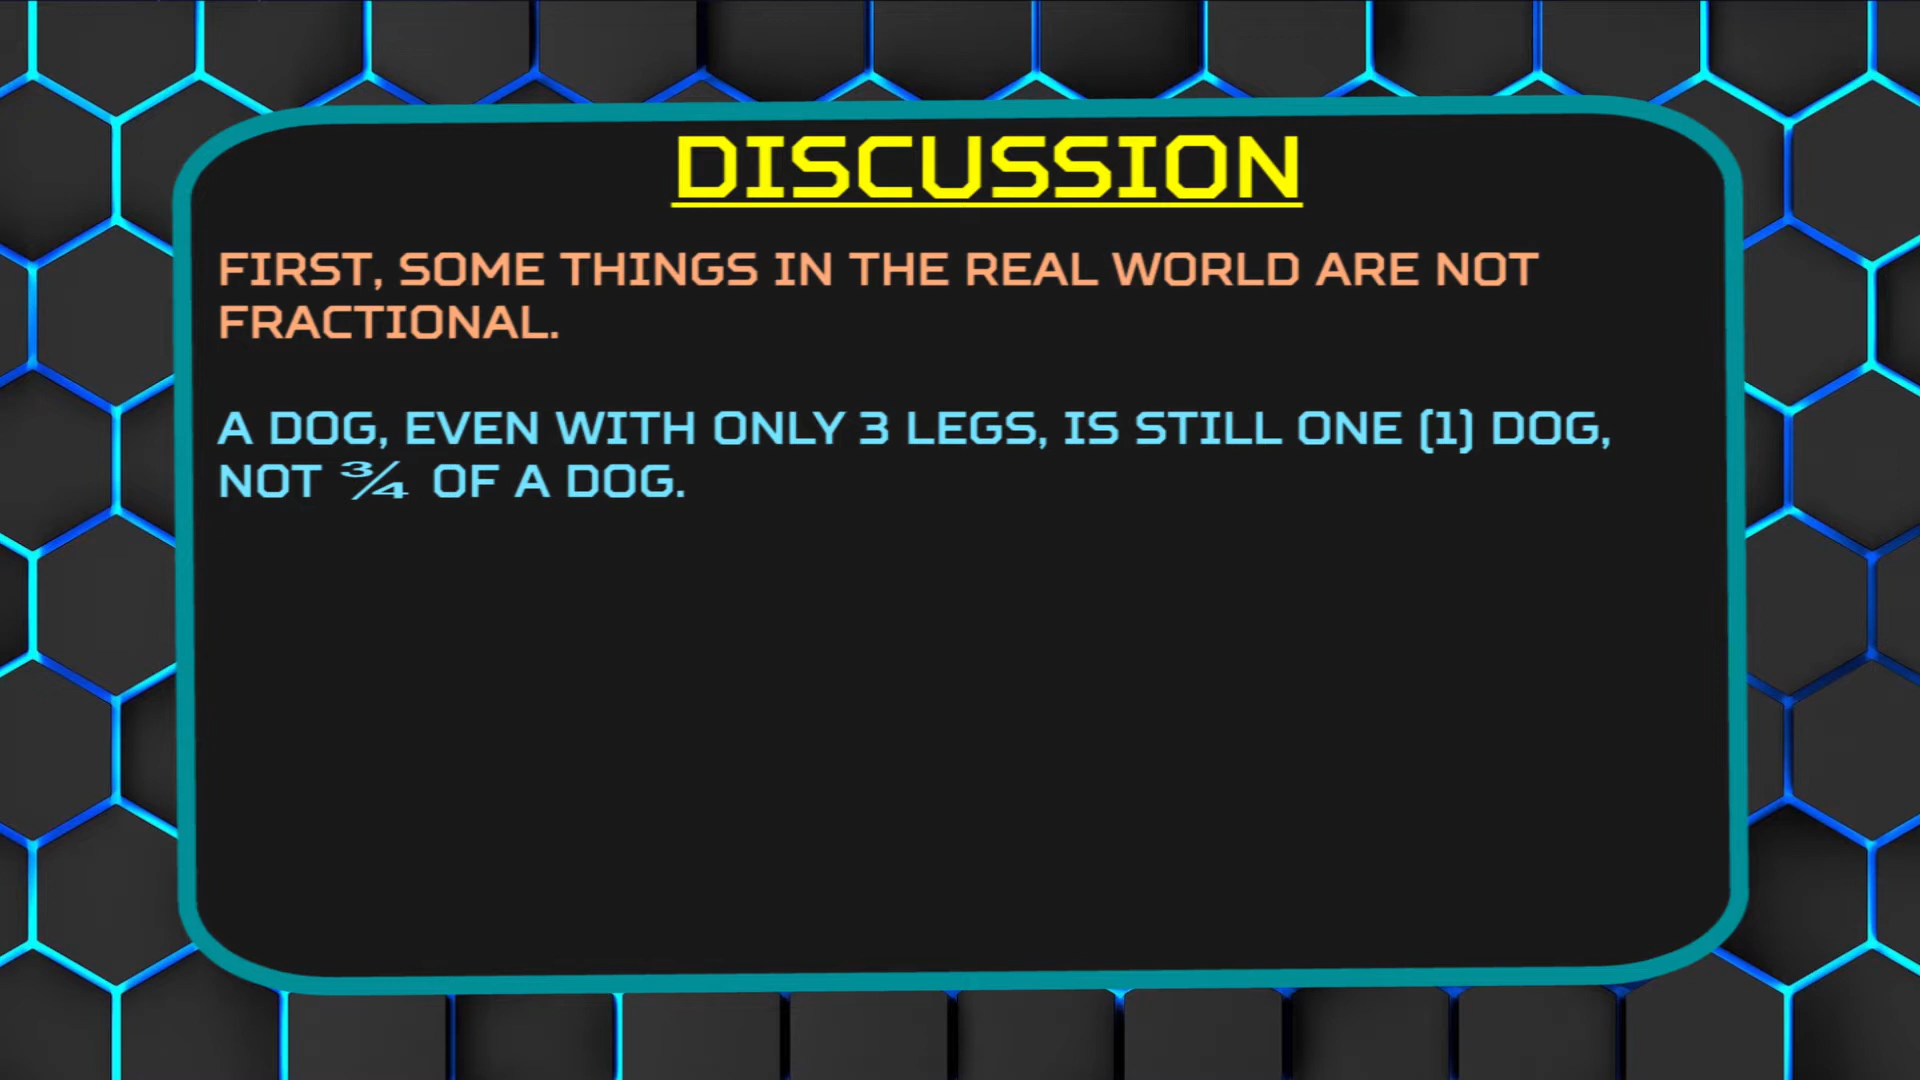 DISCUSSION
FIRST, SOME THINGS IN THE REAL WORLD ARE NOT
FRACTIONAL.
A DOG, EVEN WITH ONLY 3 LEGS, IS STILL ONE (1) DOG,
NOT ¾ OF A DOG.